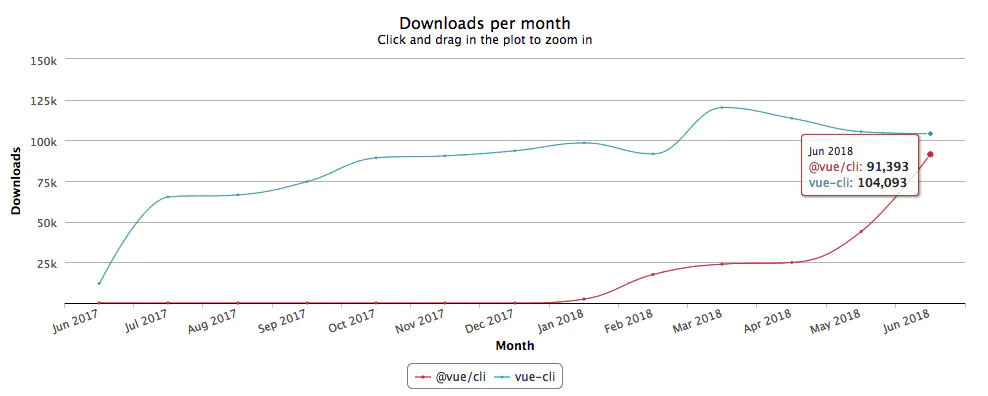 Downloads per month
Click and drag in the plot to zoom in
150k
125k
100k
75k
50k
25k
Downloads
Jun 2018
@vue/cli: 91,393
vue-cli: 104,093
Jun 2017
Jul 2017
Aug 2017
Sep 2017
Oct 2017
Nov 2017
Dec 2017
Jan 2018
Feb 2018
Mar 2018
Apr 2018
May 2018
Jun 2018
Month
@vue/cli
vue-cli